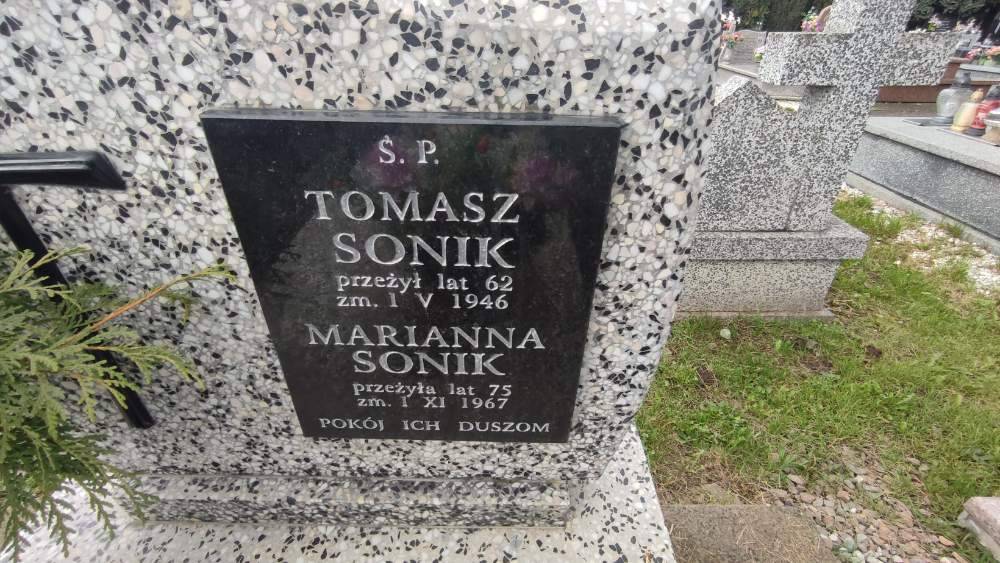 Ś. P.
TOMASZ
SONIK
przeżył lat 62
zm. 1 V 1946
MARIANNA
SONIK
przeżyła lat 75
zm. 1 XI 1967
POKÓJ ICH DUSZOM